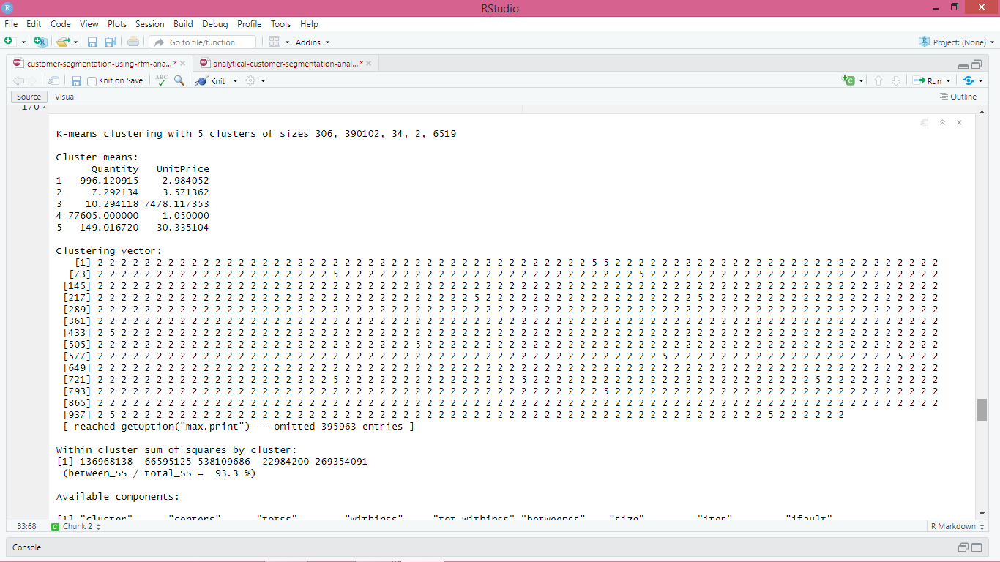 RStudio
File Edit Code View Plots Session Build Debug Profile Tools Help
Go to file/function Addins Project: (None)
customer-segmentation-using-rfm-ana...* analytical-customer-segmentation-anal...*
Knit on Save ABC Knit Run
Source Visual Outline
170
K-means clustering with 5 clusters of sizes 306, 390102, 34, 2, 6519
Cluster means:
Quantity UnitPrice
1 996.120915 2.984052
2 7.292134 3.571362
3 10.294118 7478.117353
4 77605.000000 1.050000
5 149.016720 30.335104
Clustering vector:
[1] 2 2 2 2 2 2 2 2 2 2 2 2 2 2 2 2 2 2 2 2 2 2 2 2 2 2 2 2 2 2 2 2 2 2 2 2 2 2 2 2 2 2 5 5 2 2 2 2 2 2 2 2 2 2 2 2 2 2 2 2 2 2 2 2 2 2 2 2 2 2 2 2
[73] 2 2 2 2 2 2 2 2 2 2 2 2 2 2 2 2 2 2 2 2 5 2 2 2 2 2 2 2 2 2 2 2 2 2 2 2 2 2 2 2 2 2 2 2 2 2 5 2 2 2 2 2 2 2 2 2 2 2 2 2 2 2 2 2 2 2 2 2 2 2 2 2
[145] 2 2 2 2 2 2 2 2 2 2 2 2 2 2 2 2 2 2 2 2 2 2 2 2 2 2 2 2 2 2 2 2 2 2 2 2 2 2 2 2 2 2 2 2 2 2 2 2 2 2 2 2 2 2 2 2 2 2 2 2 2 2 2 2 2 2 2 2 2 2 2 2
[217] 2 2 2 2 2 2 2 2 2 2 2 2 2 2 2 2 2 2 2 2 2 2 2 2 2 2 2 2 2 2 2 2 5 2 2 2 2 2 2 2 2 2 2 2 2 2 2 2 2 2 2 5 2 2 2 2 2 2 2 2 2 2 2 2 2 2 2 2 2 2 2 2
[289] 2 2 2 2 2 2 2 2 2 2 2 2 2 2 2 2 2 2 2 2 2 2 2 2 2 2 2 2 2 2 2 2 2 2 2 2 2 2 2 2 2 2 2 2 2 2 2 2 2 2 2 2 2 2 2 2 2 2 2 2 2 2 2 2 2 2 2 2 2 2 2 2
[361] 2 2 2 2 2 2 2 2 2 2 2 2 2 2 2 2 2 2 2 2 2 2 2 2 2 2 2 2 2 2 2 2 2 2 2 2 2 2 2 2 2 2 2 2 2 2 2 2 2 2 2 2 2 2 2 2 2 2 2 2 2 2 2 2 2 2 2 2 2 2 2 2
[433] 2 5 2 2 2 2 2 2 2 2 2 2 2 2 2 2 2 2 2 2 2 2 2 2 2 2 2 2 2 2 2 2 2 2 2 2 2 2 2 2 2 2 2 2 2 2 2 2 2 2 2 2 2 2 2 2 2 2 2 2 2 2 2 2 2 2 2 2 2 2 2 2
[505] 2 2 2 2 2 2 2 2 2 2 2 2 2 2 2 2 2 2 2 2 2 2 2 2 2 2 2 5 2 2 2 2 2 2 2 2 2 2 2 2 2 2 2 2 2 2 2 2 2 2 2 2 2 2 2 2 2 2 2 2 2 2 2 2 2 2 2 2 2 2 2 2
[577] 2 2 2 2 2 2 2 2 2 2 2 2 2 2 2 2 2 2 2 2 2 2 2 2 2 2 2 2 2 2 2 2 2 2 2 2 2 2 2 2 2 2 2 2 2 2 2 2 5 2 2 2 2 2 2 2 2 2 2 2 2 2 2 2 2 2 2 2 5 2 2 2
[649] 2 2 2 2 2 2 2 2 2 2 2 2 2 2 2 2 2 2 2 2 2 2 2 2 2 2 2 2 2 2 2 2 2 2 2 2 2 2 2 2 2 2 2 2 2 2 2 2 2 2 2 2 2 2 2 2 2 2 2 2 2 2 2 2 2 2 2 2 2 2 2 2
[721] 2 2 2 2 2 2 2 2 2 2 2 2 2 2 2 2 2 2 2 2 5 2 2 2 2 2 2 2 2 2 2 2 2 2 2 2 5 2 2 2 2 2 2 2 2 2 2 2 2 2 2 2 2 2 2 2 2 2 2 2 2 5 2 2 2 2 2 2 2 2 2 2
[793] 2 2 2 2 2 2 2 2 2 2 2 2 2 2 2 2 2 2 2 2 2 2 2 2 2 2 2 2 2 2 2 2 2 2 2 2 2 2 2 2 2 2 2 5 2 2 2 2 2 2 2 2 2 2 2 2 2 2 2 2 2 2 2 2 2 2 2 2 2 2 2 2
[865] 2 2 2 2 2 2 2 2 2 2 2 2 2 2 2 2 2 2 2 2 2 2 2 2 2 2 2 2 2 2 2 2 2 2 2 2 2 2 2 2 2 2 2 2 2 2 2 2 2 2 2 2 2 2 2 2 2 2 2 2 2 2 2 2 2 2 2 2 2 2 2 2
[937] 2 5 2 2 2 2 2 2 2 2 2 2 2 2 2 2 2 2 2 2 2 2 2 2 2 2 2 2 2 2 2 2 2 2 2 2 2 2 2 2 2 2 2 2 2 2 2 2 2 2 2 2 2 2 2 2 2 5 2 2 2 2 2 2
[ reached getOption("max.print") -- omitted 395963 entries ]
Within cluster sum of squares by cluster:
[1] 136968138 66595125 538109686 22984200 269354091
(between_SS / total_SS = 93.3 %)
Available components:
[1] "cluster" "centers" "totss" "withinss" "tot.withinss" "betweenss" "size" "iter" "ifault"
33:68 Chunk 2 R Markdown
Console